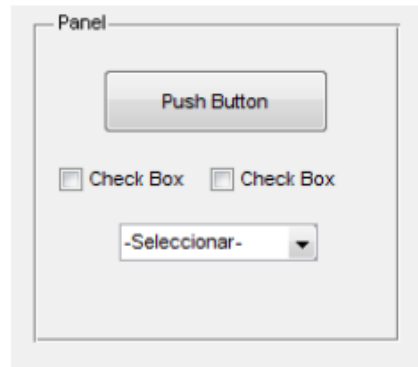 Panel
Push Button
Check Box Check Box
-Seleccionar-